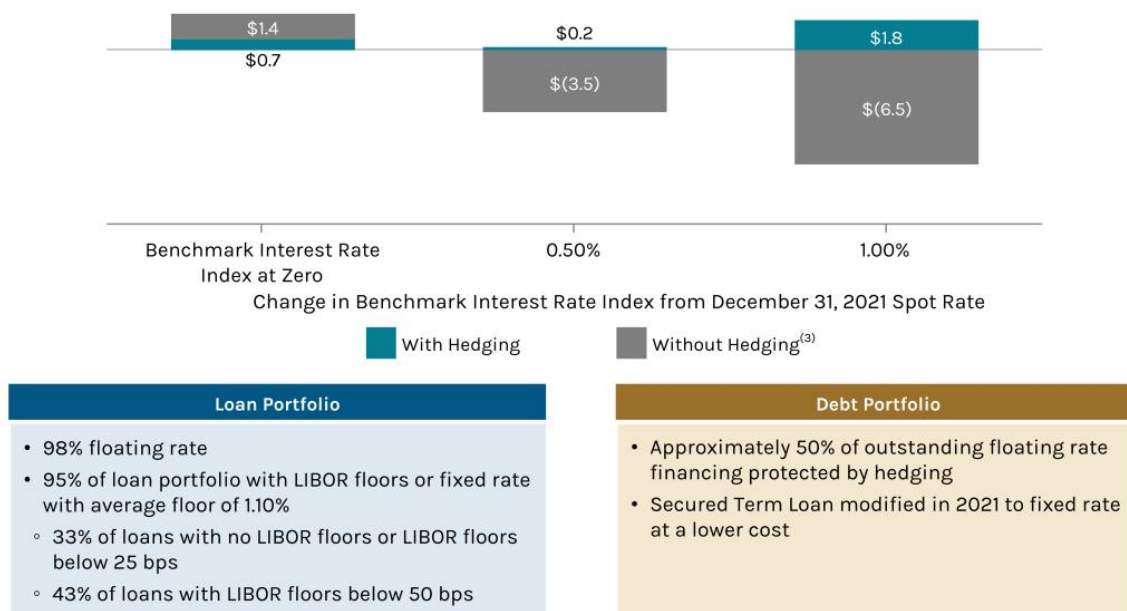 $1.4
$0.7
$0.2
$(3.5)
$1.8
$(6.5)
Benchmark Interest Rate
Index at Zero
0.50%
1.00%
Change in Benchmark Interest Rate Index from December 31, 2021 Spot Rate
With Hedging
Without Hedging(3)
Loan Portfolio
• 98% floating rate
• 95% of loan portfolio with LIBOR floors or fixed rate
with average floor of 1.10%
◦ 33% of loans with no LIBOR floors or LIBOR floors
below 25 bps
◦ 43% of loans with LIBOR floors below 50 bps
Debt Portfolio
• Approximately 50% of outstanding floating rate
financing protected by hedging
• Secured Term Loan modified in 2021 to fixed rate
at a lower cost